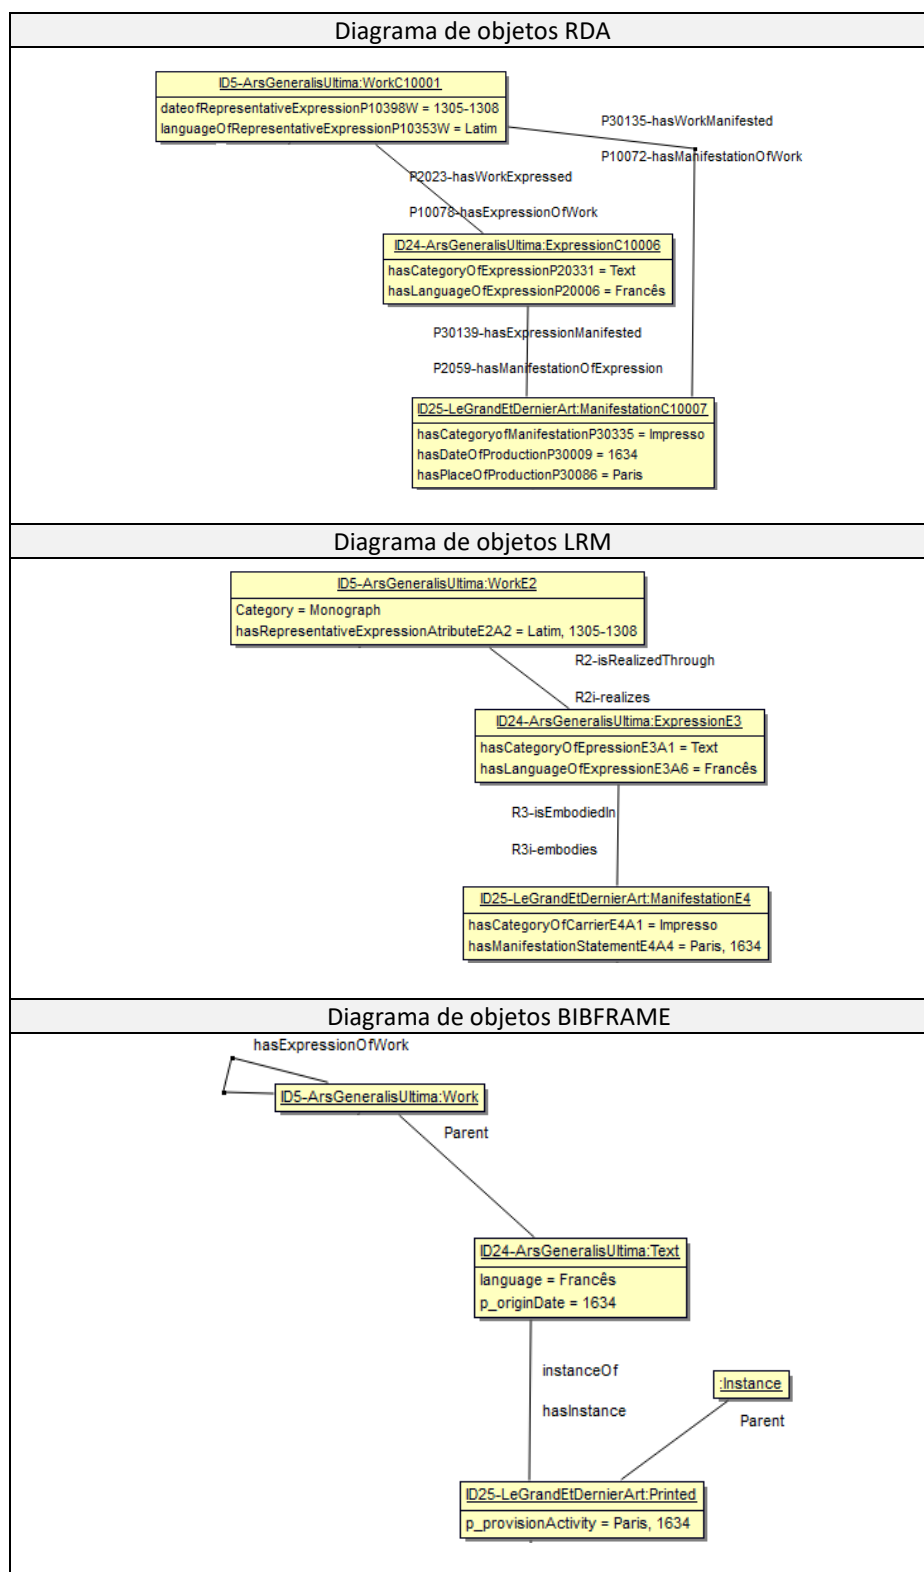 Diagrama de objetos RDA
ID5-ArsGeneralisUltima:WorkC10001
dateofRepresentativeExpressionP10398W = 1305-1308
languageOfRepresentativeExpressionP10353W = Latim
P30135-hasWorkManifested
P10072-hasManifestationOfWork
P2023-hasWorkExpressed
P10078-hasExpressionOfWork
ID24-ArsGeneralisUltima:ExpressionC10006
hasCategoryOfExpressionP20331 = Text
hasLanguageOfExpressionP20006 = Francês
P30139-hasExpressionManifested
P2059-hasManifestationOfExpression
ID25-LeGrandEtDernierArt:ManifestationC10007
hasCategoryofManifestationP30335 = Impresso
hasDateOfProductionP30009 = 1634
hasPlaceOfProductionP30086 = Paris
Diagrama de objetos LRM
ID5-ArsGeneralisUltima:WorkE2
Category = Monograph
hasRepresentativeExpressionAtributeE2A2 = Latim, 1305-1308
R2-isRealizedThrough
R2i-realizes
ID24-ArsGeneralisUltima:ExpressionE3
hasCategoryOfEpressionE3A1 = Text
hasLanguageOfExpressionE3A6 = Francês
R3-isEmbodiedIn
R3i-embodies
ID25-LeGrandEtDernierArt:ManifestationE4
hasCategoryOfCarrierE4A1 = Impresso
hasManifestationStatementE4A4 = Paris, 1634
Diagrama de objetos BIBFRAME
hasExpressionOfWork
ID5-ArsGeneralisUltima:Work
Parent
ID24-ArsGeneralisUltima:Text
language = Francês
p_originDate = 1634
instanceOf
hasInstance
:Instance
Parent
ID25-LeGrandEtDernierArt:Printed
p_provisionActivity = Paris, 1634